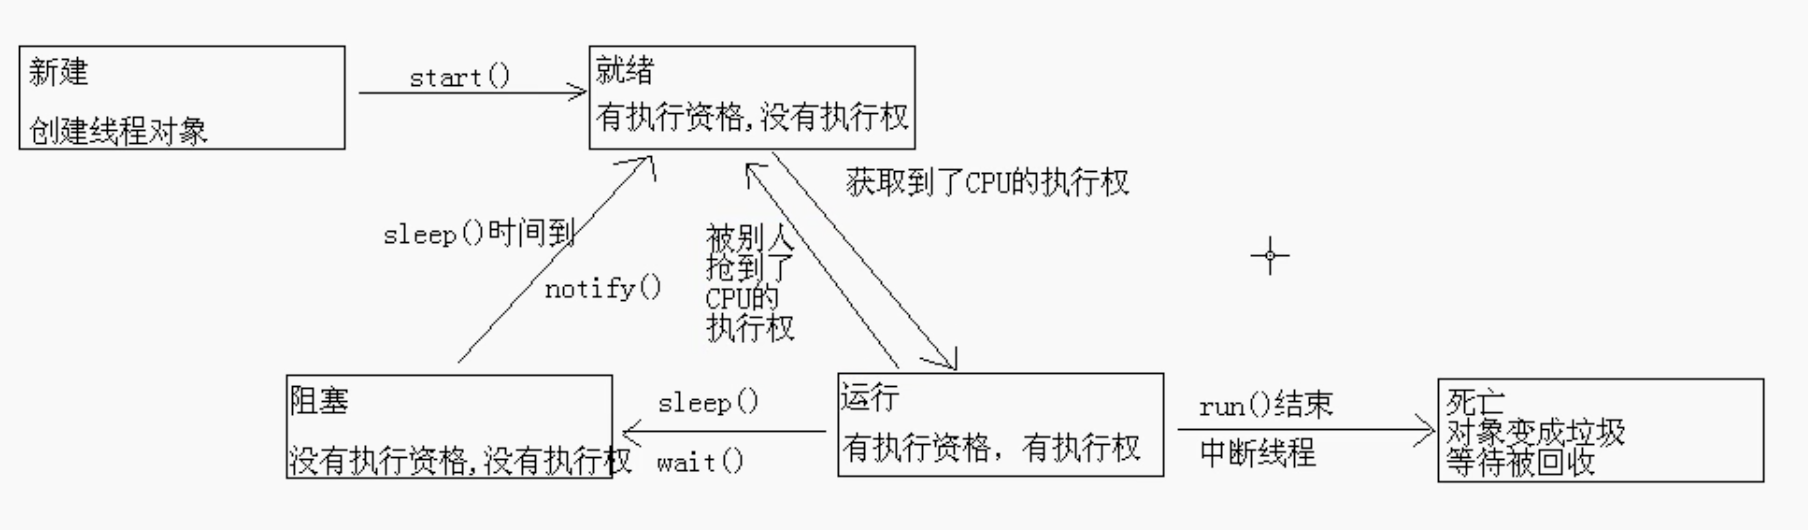 新建
创建线程对象
start()
就绪
有执行资格,没有执行权
获取到了CPU的执行权
sleep()时间到
notify()
被别人
抢到了
CPU的
执行权
阻塞
没有执行资格,没有执行权
sleep()
wait()
运行
有执行资格，有执行权
run()结束
中断线程
死亡
对象变成垃圾
等待被回收